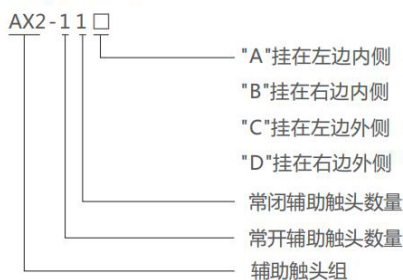 AX2-11□
"A"挂在左边内侧
"B"挂在右边内侧
"C"挂在左边外侧
"D"挂在右边外侧
常闭辅助触头数量
常开辅助触头数量
辅助触头组